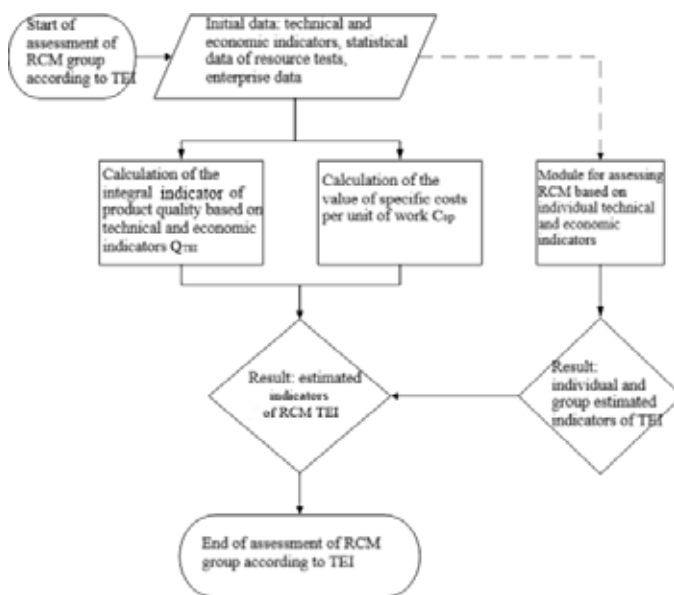 Start of
assessment of
RCM group
according to TEI
Initial data: technical and
economic indicators, statistical
data of resource tests,
enterprise data
Calculation of the
integral indicator of
product quality based on
technical and economic
indicators QTEI
Calculation of the
value of specific costs
per unit of work Csp
Module for assessing
RCM based on
individual technical
and economic
indicators
Result: estimated
indicators
of RCM TEI
Result:
individual and
group estimated
indicators of TEI
End of assessment of RCM
group according to TEI